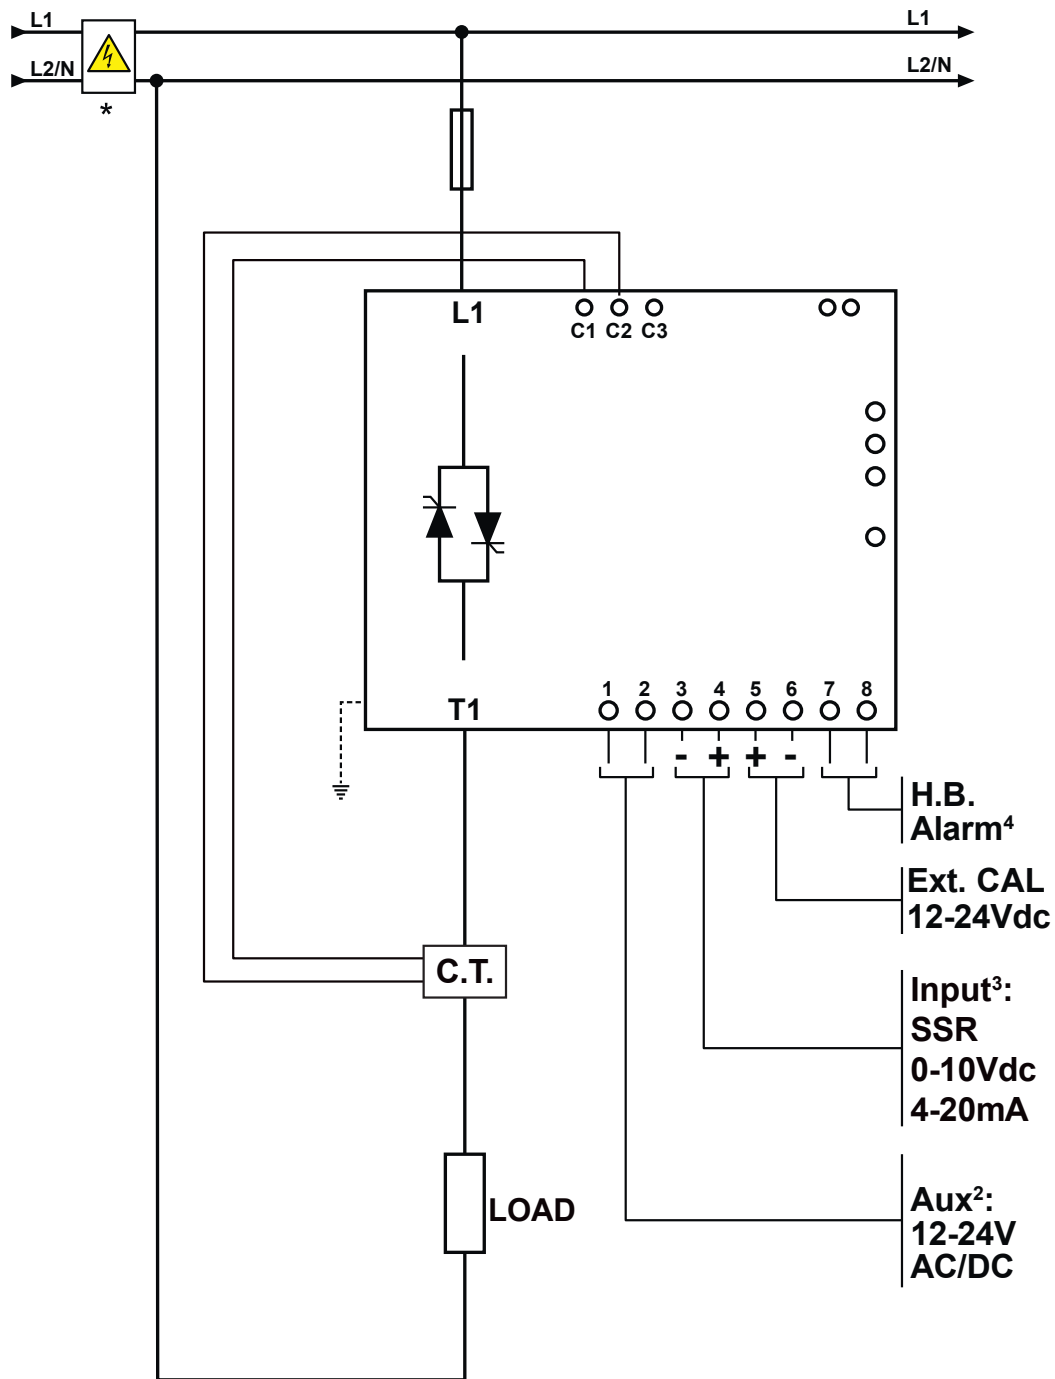 L1
L1
L2/N
L2/N
*
L1
C1 C2 C3
T1
1 2 3 4 5 6 7 8
- + + -
H.B.
Alarm⁴
Ext. CAL
12-24Vdc
C.T.
Input³:
SSR
0-10Vdc
4-20mA
LOAD
Aux²:
12-24V
AC/DC